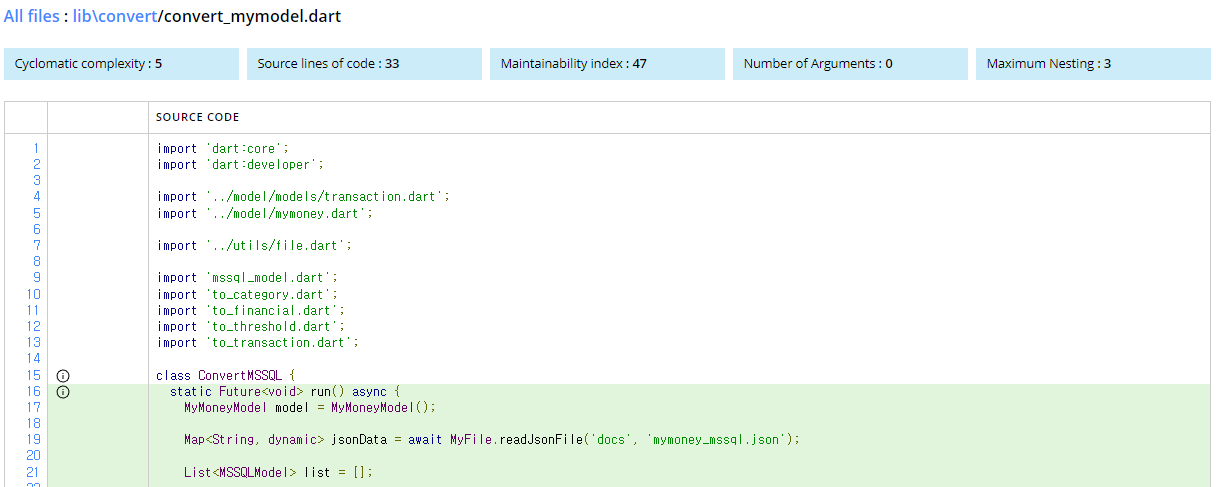 All files : lib\convert/convert_mymodel.dart
Cyclomatic complexity : 5
Source lines of code : 33
Maintainability index : 47
Number of Arguments : 0
Maximum Nesting : 3
SOURCE CODE
1 import 'dart:core';
2 import 'dart:developer';
3
4 import '../model/models/transaction.dart';
5 import '../model/mymoney.dart';
6
7 import '../utils/file.dart';
8
9 import 'mssql_model.dart';
10 import 'to_category.dart';
11 import 'to_financial.dart';
12 import 'to_threshold.dart';
13 import 'to_transaction.dart';
14
15 class ConvertMSSQL {
16 static Future<void> run() async {
17 MyMoneyModel model = MyMoneyModel();
18
19 Map<String, dynamic> jsonData = await MyFile.readJsonFile('docs', 'mymoney_mssql.json');
20
21 List<MSSQLModel> list = [];